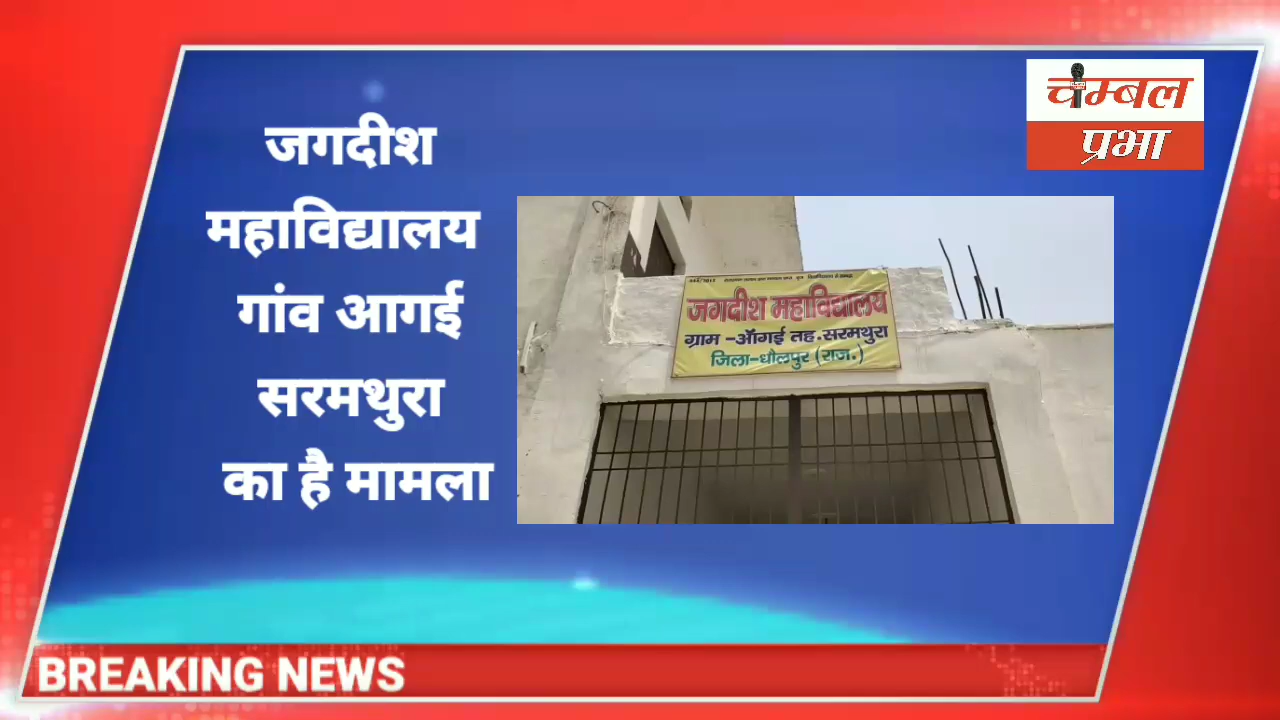 चम्बल
प्रभा
जगदीश
महाविद्यालय
गांव आगई
सरमथुरा
का है मामला
जगदीश महाविद्यालय
ग्राम -ऑगई तह.सरमथुरा
जिला-धौलपुर (राज.)
BREAKING NEWS